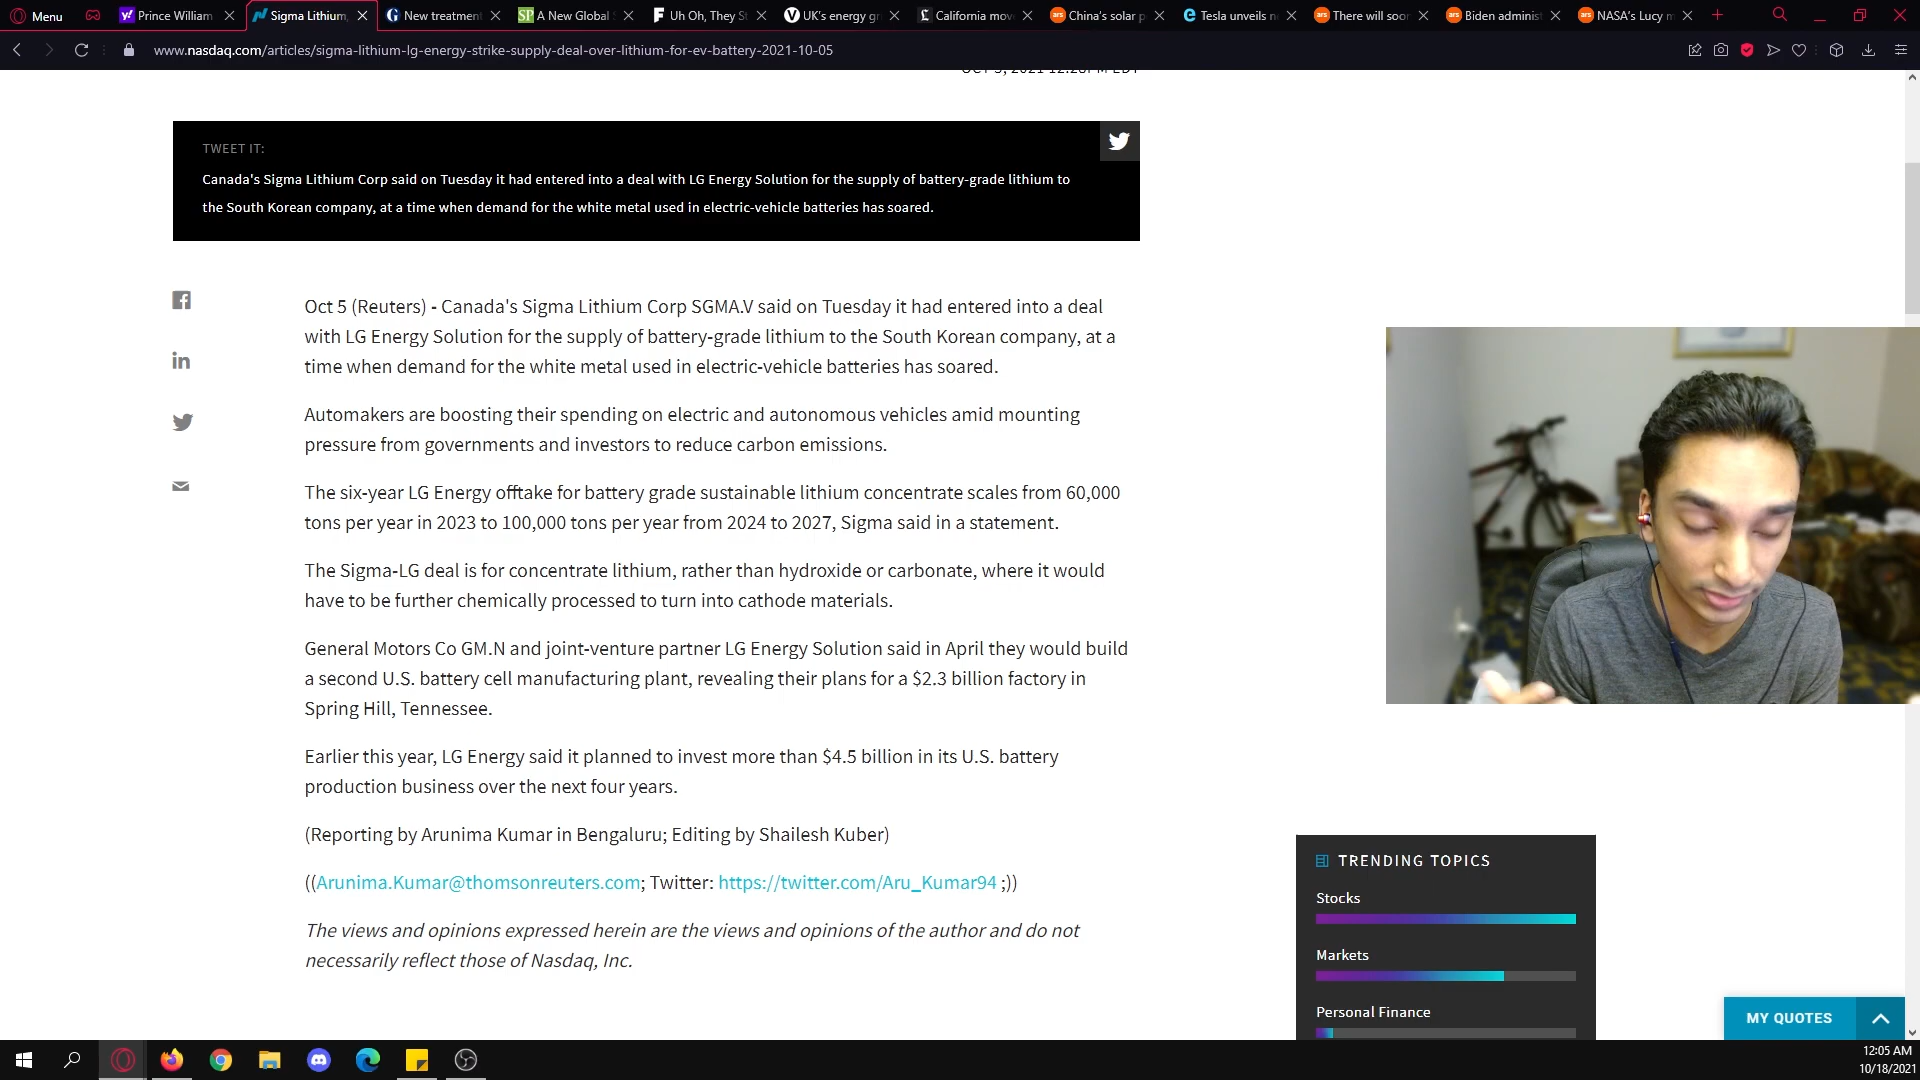 Menu
Prince William
Sigma Lithium,
New treatment
A New Global
Uh Oh, They St
UK's energy gr
California mov
China's solar p
Tesla unveils n
There will soon
Biden administ
NASA's Lucy m
www.nasdaq.com/articles/sigma-lithium-lg-energy-strike-supply-deal-over-lithium-for-ev-battery-2021-10-05
OCT 5, 2021 12:28PM EDT
TWEET IT:
Canada's Sigma Lithium Corp said on Tuesday it had entered into a deal with LG Energy Solution for the supply of battery-grade lithium to
the South Korean company, at a time when demand for the white metal used in electric-vehicle batteries has soared.
Oct 5 (Reuters) - Canada's Sigma Lithium Corp SGMA.V said on Tuesday it had entered into a deal
with LG Energy Solution for the supply of battery-grade lithium to the South Korean company, at a
time when demand for the white metal used in electric-vehicle batteries has soared.
Automakers are boosting their spending on electric and autonomous vehicles amid mounting
pressure from governments and investors to reduce carbon emissions.
The six-year LG Energy offtake for battery grade sustainable lithium concentrate scales from 60,000
tons per year in 2023 to 100,000 tons per year from 2024 to 2027, Sigma said in a statement.
The Sigma-LG deal is for concentrate lithium, rather than hydroxide or carbonate, where it would
have to be further chemically processed to turn into cathode materials.
General Motors Co GM.N and joint-venture partner LG Energy Solution said in April they would build
a second U.S. battery cell manufacturing plant, revealing their plans for a $2.3 billion factory in
Spring Hill, Tennessee.
Earlier this year, LG Energy said it planned to invest more than $4.5 billion in its U.S. battery
production business over the next four years.
(Reporting by Arunima Kumar in Bengaluru; Editing by Shailesh Kuber)
((Arunima.Kumar@thomsonreuters.com; Twitter: https://twitter.com/Aru_Kumar94 ;))
The views and opinions expressed herein are the views and opinions of the author and do not
necessarily reflect those of Nasdaq, Inc.
TRENDING TOPICS
Stocks
Markets
Personal Finance
MY QUOTES
12:05 AM
10/18/2021